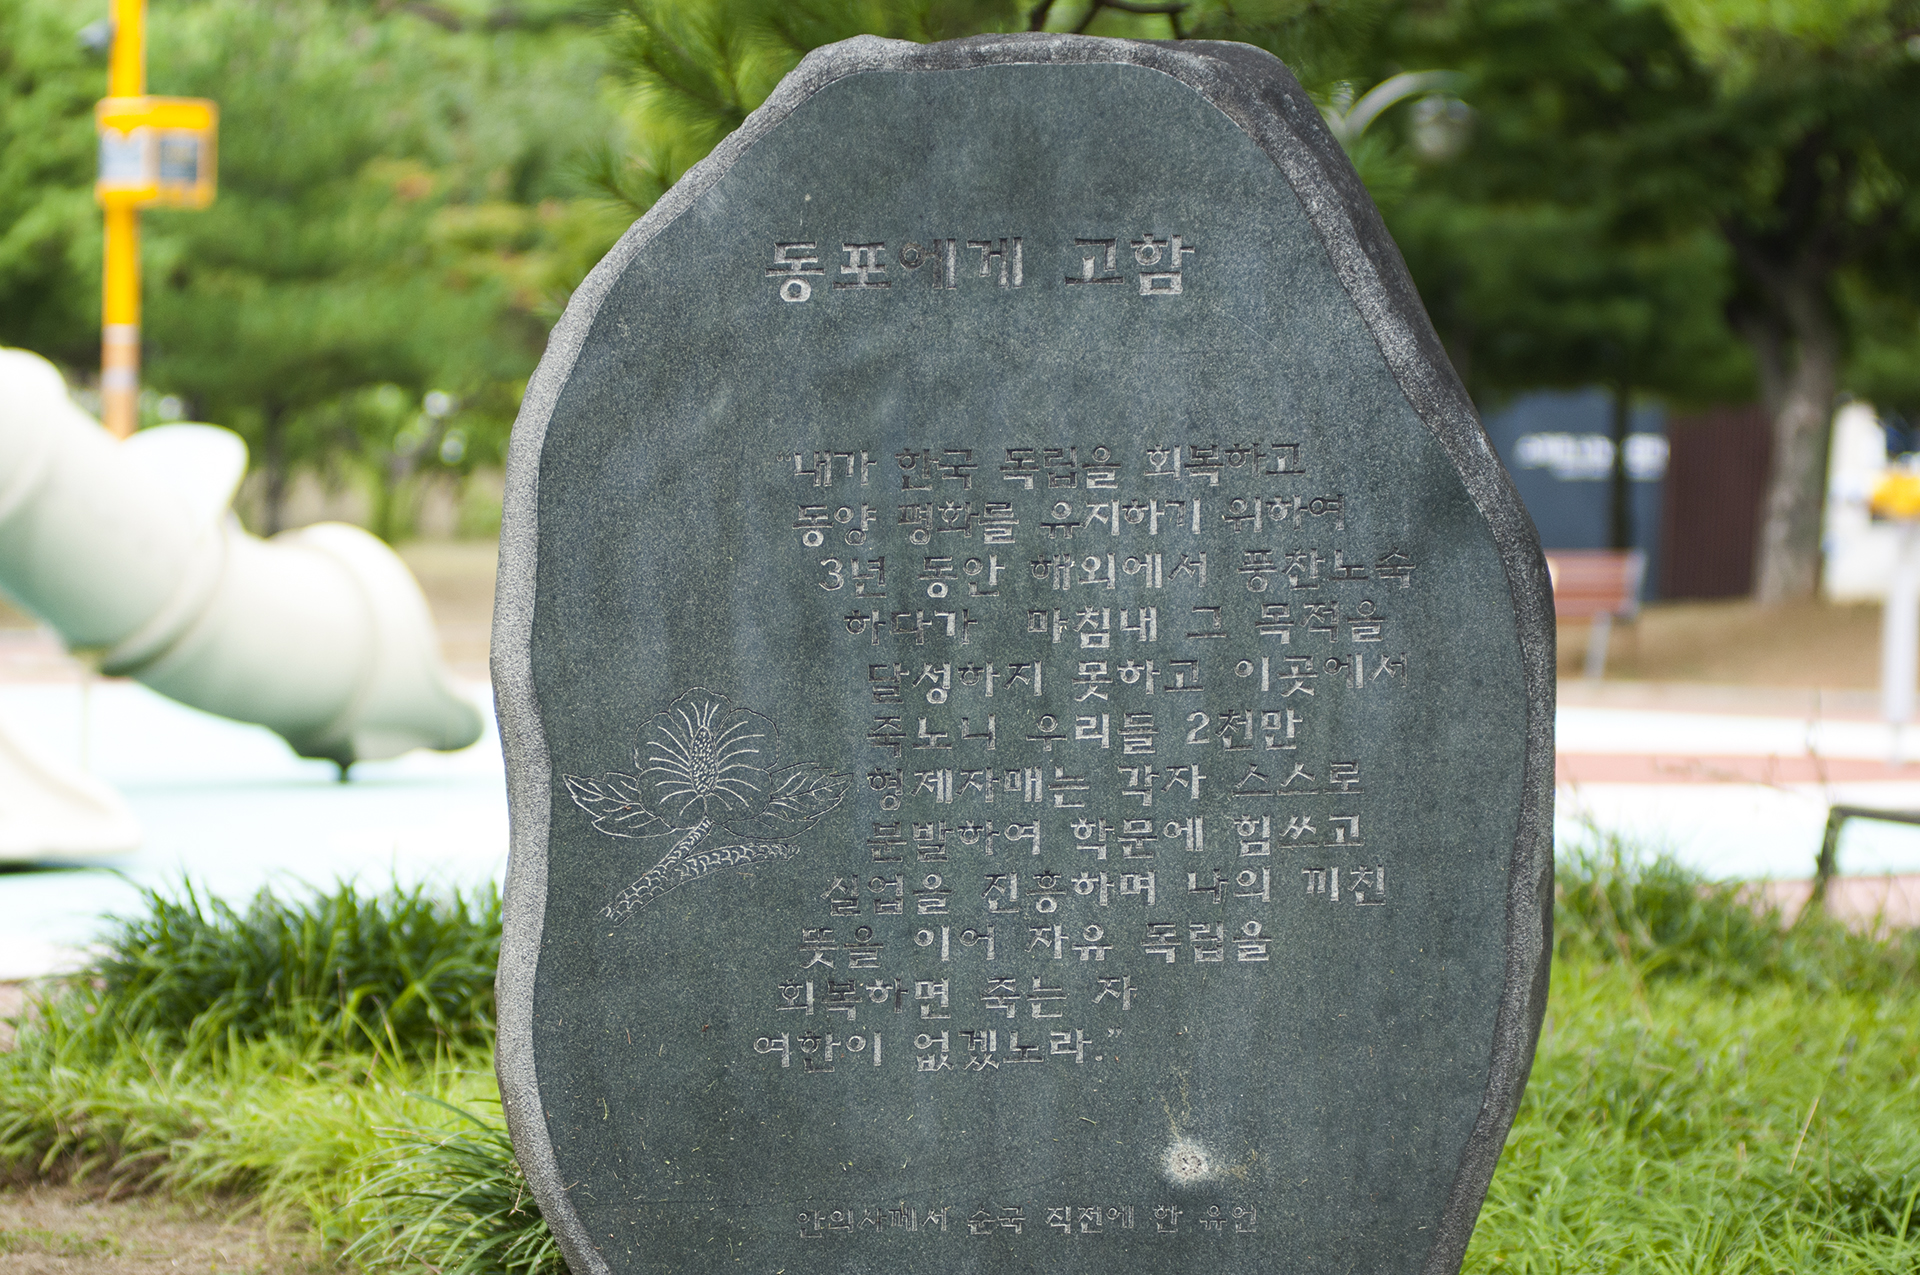 동포에게 고함
"내가 한국 독립을 회복하고
동양 평화를 유지하기 위하여
3년 동안 해외에서 풍찬노숙
하다가 마침내 그 목적을
달성하지 못하고 이곳에서
죽노니 우리들 2천만
형제자매는 각자 스스로
분발하여 학문에 힘쓰고
실업을 진흥하며 나의 끼친
뜻을 이어 자유 독립을
회복하면 죽는 자
여한이 없겠노라."
안의사께서 순국 직전에 한 유언